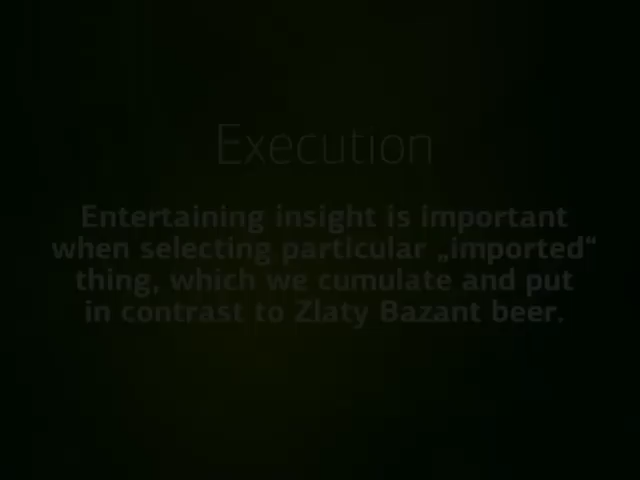 Execution
Entertaining insight is important
when selecting particular „imported“
thing, which we cumulate and put
in contrast to Zlaty Bazant beer.